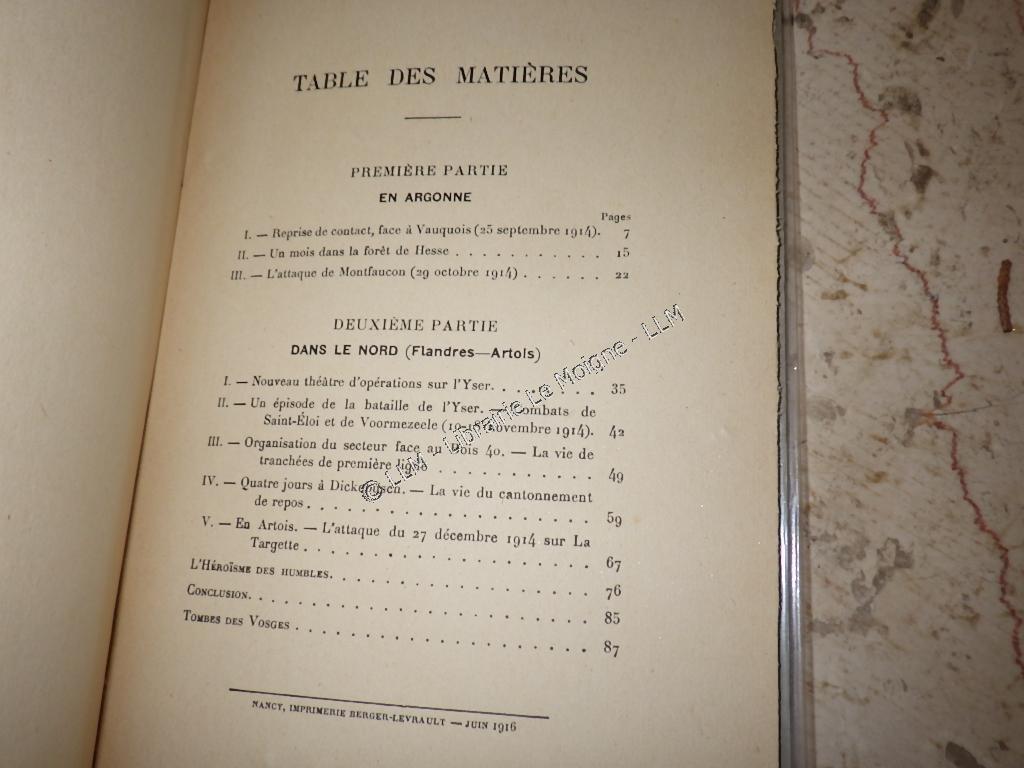 TABLE DES MATIÈRES
PREMIÈRE PARTIE
EN ARGONNE
Pages
I. — Reprise de contact, face à Vauquois (25 septembre 1914). 7
II. — Un mois dans la forêt de Hesse . . . . . . . . . . . 15
III. — L'attaque de Montfaucon (29 octobre 1914) . . . . . . 22
DEUXIÈME PARTIE
DANS LE NORD (Flandres—Artois)
I. — Nouveau théâtre d'opérations sur l'Yser. . . . . . . . . 35
II. — Un épisode de la bataille de l'Yser. — Combats de
Saint-Éloi et de Voormezeele ( novembre 1914). 42
III. — Organisation du secteur face au Bois 40. — La vie de
tranchées de première ligne . . . . . . . . . . . 49
IV. — Quatre jours à Dickebusch. — La vie du cantonnement
de repos . . . . . . . . . . . . . . . . . . . . 59
V. — En Artois. — L'attaque du 27 décembre 1914 sur La
Targette . . . . . . . . . . . . . . . . . . . . 67
L'Héroïsme des humbles. . . . . . . . . . . . . . . . . . . . 76
Conclusion. . . . . . . . . . . . . . . . . . . . . . . . . . 85
Tombes des Vosges . . . . . . . . . . . . . . . . . . . . . . 87
NANCY, IMPRIMERIE BERGER-LEVRAULT — JUIN 1916
© LLM - Librairie Le Moigne - LLM